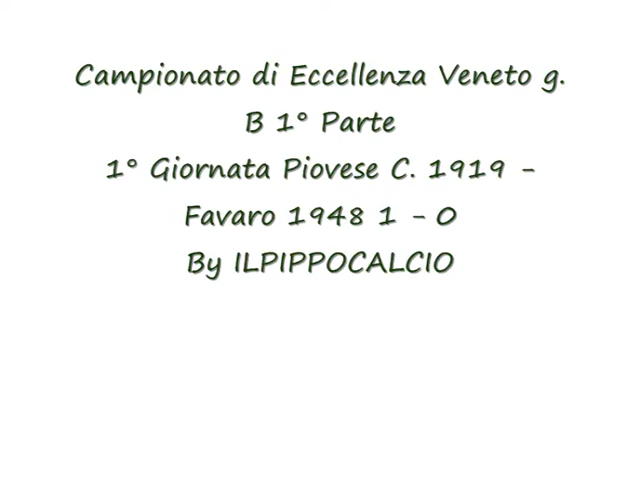 Campionato di Eccellenza Veneto g.
B 1° Parte
1° Giornata Piovese C. 1919 -
Favaro 1948 1 - 0
By ILPIPPOCALCIO